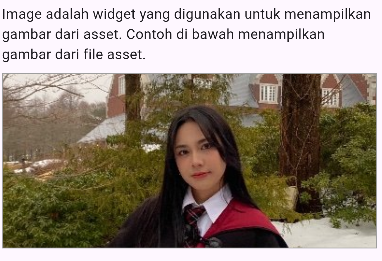 Image adalah widget yang digunakan untuk menampilkan
gambar dari asset. Contoh di bawah menampilkan
gambar dari file asset.